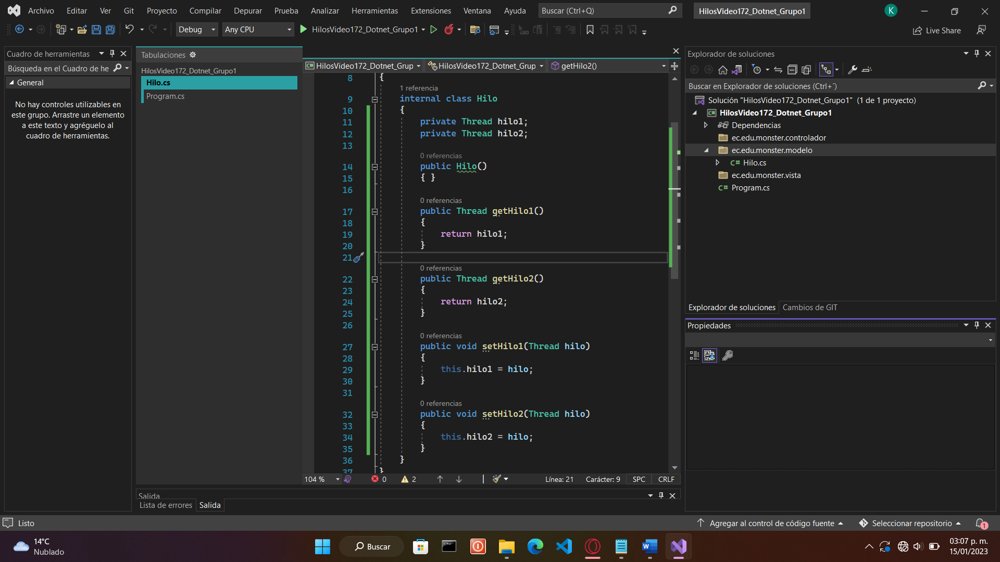 Archivo Editar Ver Git Proyecto Compilar Depurar Prueba Analizar Herramientas Extensiones Ventana Ayuda Buscar (Ctrl+Q) HilosVideo172_Dotnet_Grupo1 K
Debug Any CPU HilosVideo172_Dotnet_Grupo1 Live Share
Cuadro de herramientas
Búsqueda en el Cuadro de he
General
No hay controles utilizables en
este grupo. Arrastre un elemento
a este texto y agréguelo al
cuadro de herramientas.
Tabulaciones
HilosVideo172_Dotnet_Grupo1
Hilo.cs
Program.cs
HilosVideo172_Dotnet_Grup HilosVideo172_Dotnet_Grup getHilo2()
8 {
1 referencia
9 internal class Hilo
10 {
11 private Thread hilo1;
12 private Thread hilo2;
13
0 referencias
14 public Hilo()
15 { }
16
0 referencias
17 public Thread getHilo1()
18 {
19 return hilo1;
20 }
21
0 referencias
22 public Thread getHilo2()
23 {
24 return hilo2;
25 }
26
0 referencias
27 public void setHilo1(Thread hilo)
28 {
29 this.hilo1 = hilo;
30 }
31
0 referencias
32 public void setHilo2(Thread hilo)
33 {
34 this.hilo2 = hilo;
35 }
36 }
37 }
104 % 0 2 Línea: 21 Carácter: 9 SPC CRLF
Salida
Lista de errores Salida
Explorador de soluciones
Buscar en Explorador de soluciones (Ctrl+´)
Solución "HilosVideo172_Dotnet_Grupo1" (1 de 1 proyecto)
HilosVideo172_Dotnet_Grupo1
Dependencias
ec.edu.monster.controlador
ec.edu.monster.modelo
C# Hilo.cs
ec.edu.monster.vista
C# Program.cs
Explorador de soluciones Cambios de GIT
Propiedades
Listo Agregar al control de código fuente Seleccionar repositorio 1
14°C
Nublado
Buscar
03:07 p. m.
15/01/2023